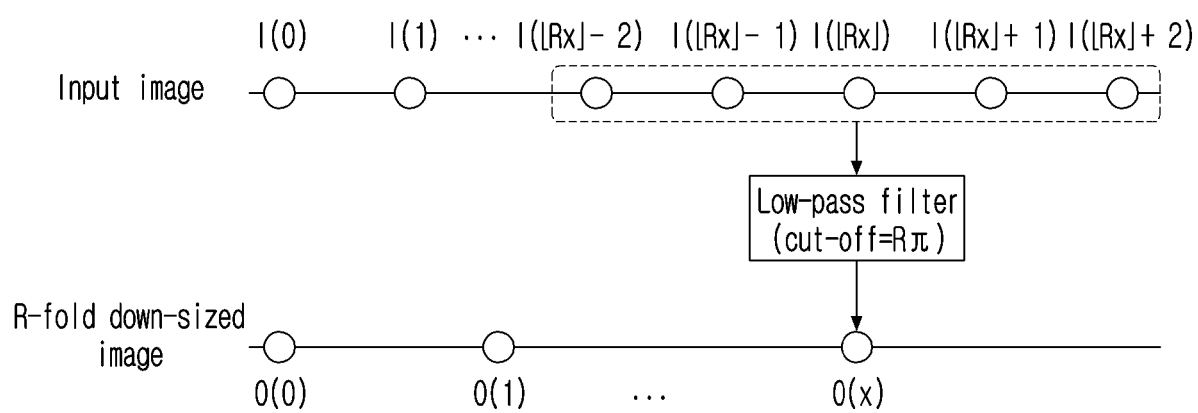 I(0) I(1) ⋯ I(⌊Rx⌋ - 2) I(⌊Rx⌋ - 1) I(⌊Rx⌋) I(⌊Rx⌋ + 1) I(⌊Rx⌋ + 2)
Input image
Low-pass filter
(cut-off=Rπ)
R-fold down-sized
image
O(0) O(1) ⋯ O(x)